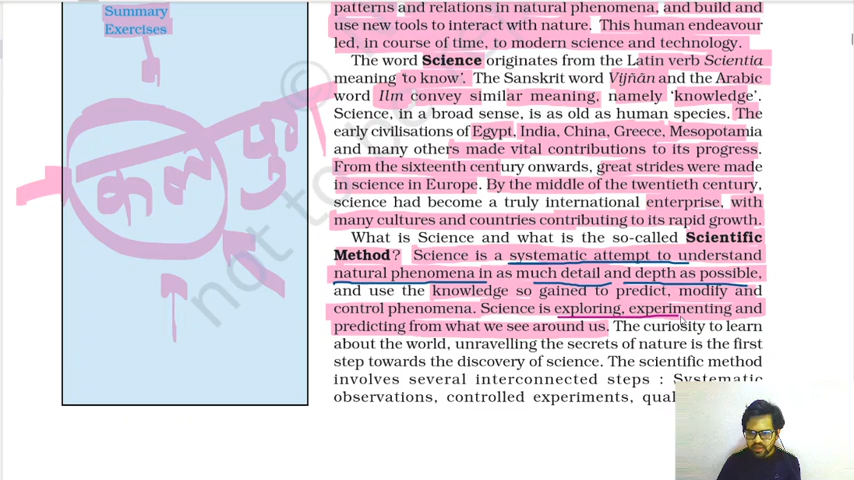 Summary
Exercises
patterns and relations in natural phenomena, and build and
use new tools to interact with nature. This human endeavour
led, in course of time, to modern science and technology.
The word Science originates from the Latin verb Scientia
meaning ‘to know’. The Sanskrit word Vijñān and the Arabic
word Ilm convey similar meaning, namely ‘knowledge’.
Science, in a broad sense, is as old as human species. The
early civilisations of Egypt, India, China, Greece, Mesopotamia
and many others made vital contributions to its progress.
From the sixteenth century onwards, great strides were made
in science in Europe. By the middle of the twentieth century,
science had become a truly international enterprise, with
many cultures and countries contributing to its rapid growth.
What is Science and what is the so-called Scientific
Method? Science is a systematic attempt to understand
natural phenomena in as much detail and depth as possible,
and use the knowledge so gained to predict, modify and
control phenomena. Science is exploring, experimenting and
predicting from what we see around us. The curiosity to learn
about the world, unravelling the secrets of nature is the first
step towards the discovery of science. The scientific method
involves several interconnected steps : Systematic
observations, controlled experiments,
not to be